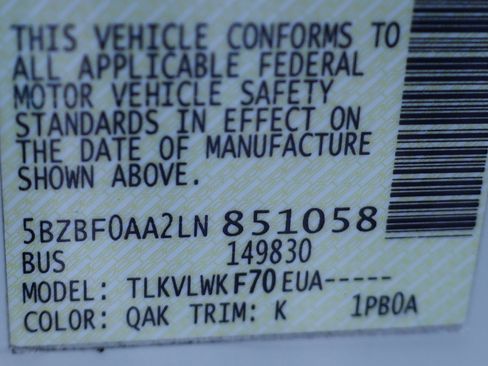 THIS VEHICLE CONFORMS TO
ALL APPLICABLE FEDERAL
MOTOR VEHICLE SAFETY
STANDARDS IN EFFECT ON
THE DATE OF MANUFACTURE
SHOWN ABOVE.
5BZBF0AA2LN 851058
BUS 149830
MODEL: TLKVLWK F70 EUA-----
COLOR: QAK TRIM: K 1PB0A